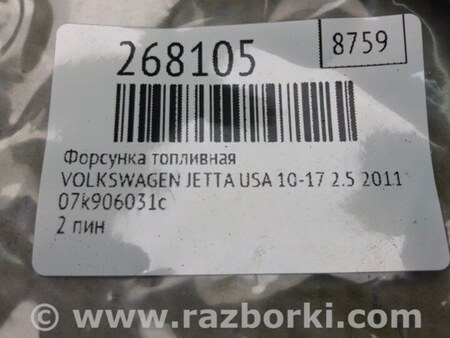 8759
268105
Форсунка топливная
VOLKSWAGEN JETTA USA 10-17 2.5 2011
07k906031c
2 пин
© www.razborki.com